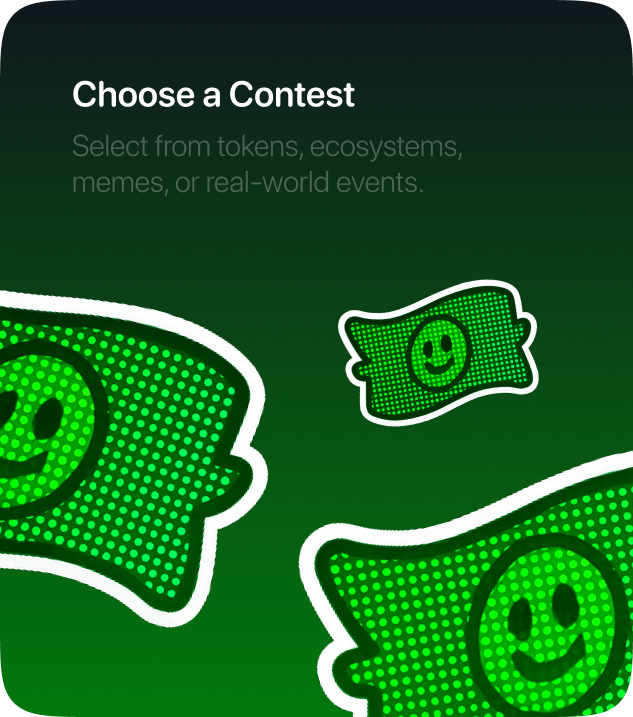 Choose a Contest
Select from tokens, ecosystems,
memes, or real-world events.